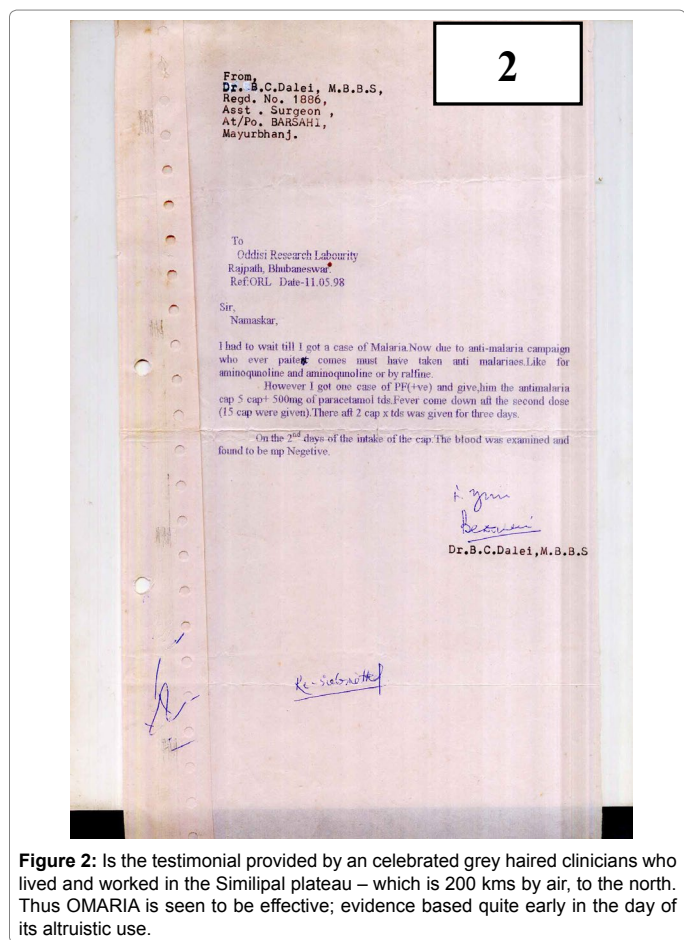 2
From,
Dr. B.C.Dalei, M.B.B.S,
Regd. No. 1886,
Asst . Surgeon ,
At/Po. BARSAHI,
Mayurbhanj.
To
Oddisi Research Labourity
Rajpath, Bhubaneswar.
Ref:ORL Date-11.05.98
Sir,
Namaskar,
I had to wait till I got a case of Malaria.Now due to anti-malaria campaign
who ever paitent comes must have taken anti malariaes.Like for
aminoqunoline and aminoqunoline or by ralfine.
However I got one case of PF(+ve) and give,him the antimalaria
cap 5 cap+ 500mg of paracetamol tds.Fever come down aft the second dose
(15 cap were given).There aft 2 cap x tds was given for three days.
On the 2nd days of the intake of the cap.The blood was examined and
found to be mp Negetive.
Dr.B.C.Dalei,M.B.B.S
Re-submitted
Figure 2: Is the testimonial provided by an celebrated grey haired clinicians who
lived and worked in the Similipal plateau – which is 200 kms by air, to the north.
Thus OMARIA is seen to be effective; evidence based quite early in the day of
its altruistic use.